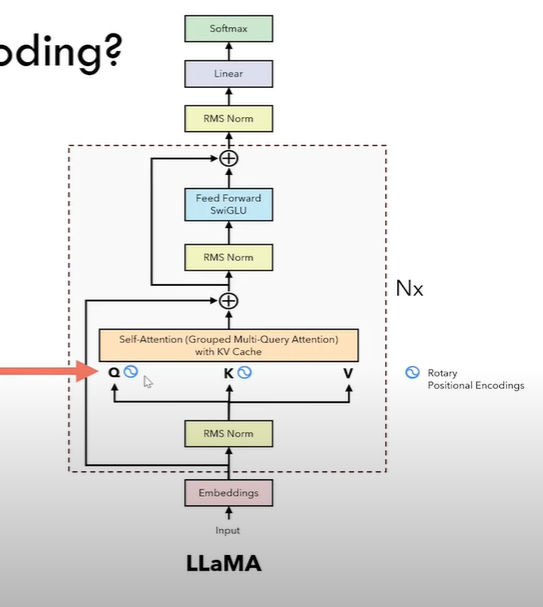 oding?
Softmax
Linear
RMS Norm
Feed Forward
SwiGLU
RMS Norm
Nx
Self-Attention (Grouped Multi-Query Attention)
with KV Cache
Q K V
Rotary
Positional Encodings
RMS Norm
Embeddings
Input
LLaMA